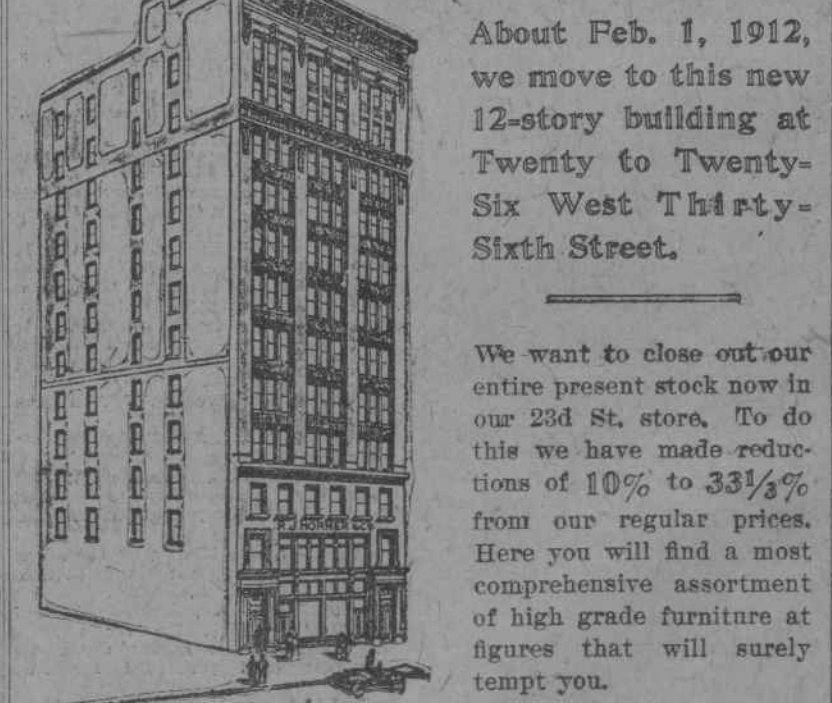 About Feb. 1, 1912,
we move to this new
12-story building at
Twenty to Twenty-
Six West Thirty-
Sixth Street.
We want to close out our
entire present stock now in
our 23d St. store. To do
this we have made reduc-
tions of 10% to 33⅓%
from our regular prices.
Here you will find a most
comprehensive assortment
of high grade furniture at
figures that will surely
tempt you.
R.J. HORNER & CO.